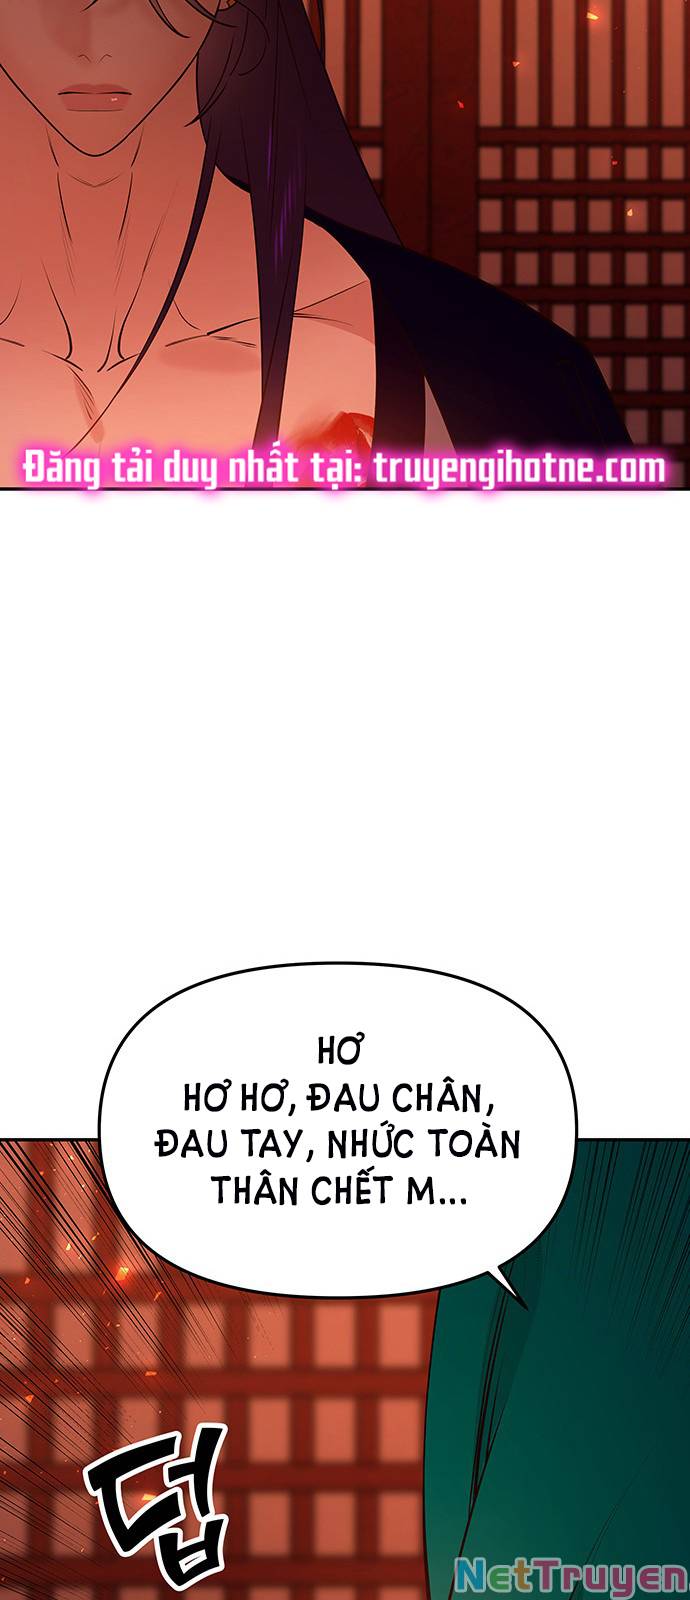 Đăng tải duy nhất tại: truyengihotne.com
HƠ
HƠ HƠ, ĐAU CHÂN,
ĐAU TAY, NHỨC TOÀN
THÂN CHẾT M...
덥
NetTruyen